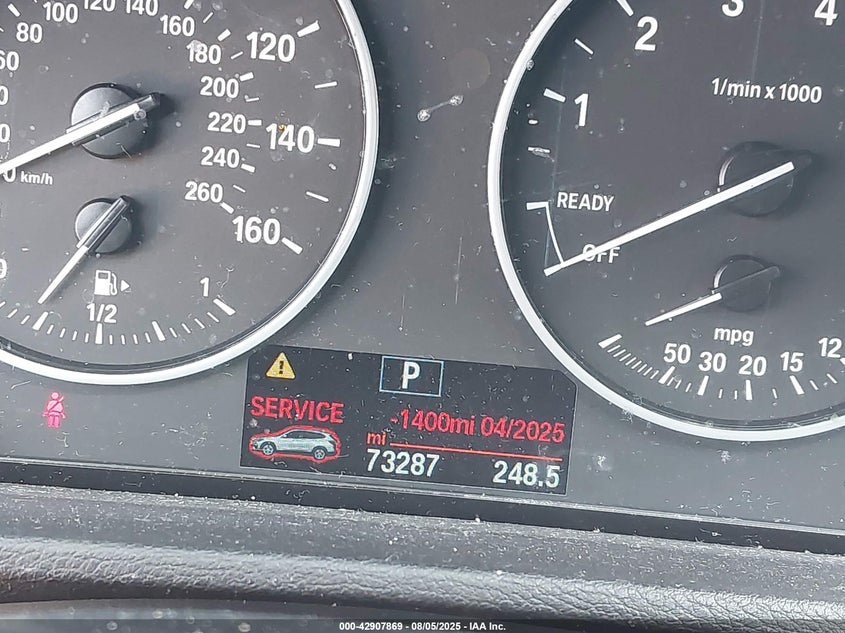 80 100 120 140 160 180 200 220 240 260
120 140 160
km/h
1/2 1
1 2 3 4
1/min x 1000
READY
OFF
mpg
50 30 20 15 12
P
SERVICE -1400mi 04/2025
mi
73287 248.5
000-42907869 - 08/05/2025 - IAA Inc.